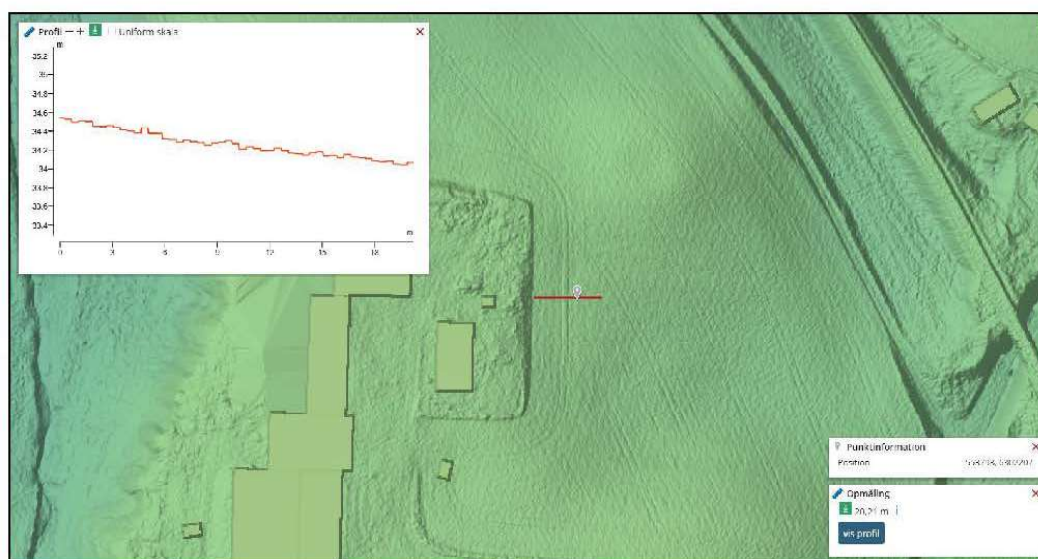 Profil
Uniform skala
m
35.2
35
34.8
34.6
34.4
34.2
34
33.8
33.6
33.4
m
0
3
6
9
12
15
18
Punktinformation
Position
Opmåling
20,21 m
vis profil